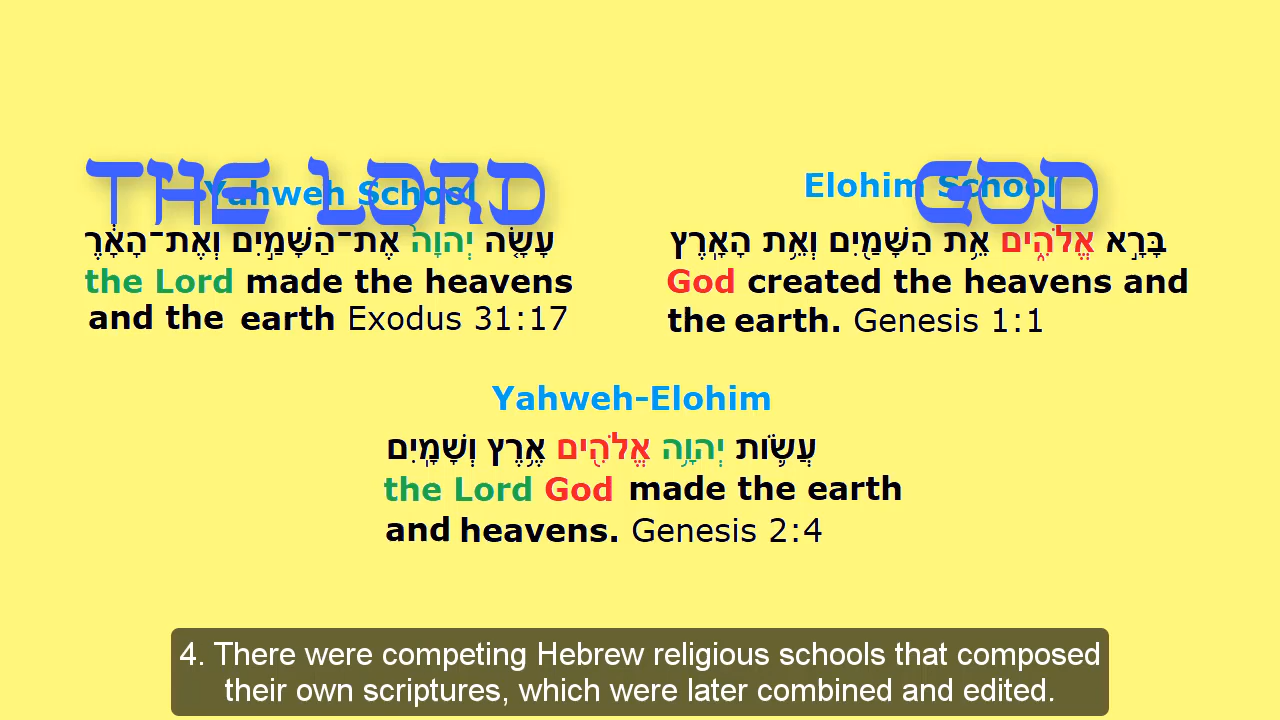 THE LORD
Yahweh School
עָשָׂ֤ה יְהוָה֙ אֶת־הַשָּׁמַ֣יִם וְאֶת־הָאָ֔רֶ
the Lord made the heavens
and the earth Exodus 31:17
GOD
Elohim School
בָּרָ֣א אֱלֹהִ֑ים אֵ֥ת הַשָּׁמַ֖יִם וְאֵ֥ת הָאָֽרֶץ
God created the heavens and
the earth. Genesis 1:1
Yahweh-Elohim
עֲשׂ֛וֹת יְהוָ֥ה אֱלֹהִ֖ים אֶ֥רֶץ וְשָׁמָֽיִם
the Lord God made the earth
and heavens. Genesis 2:4
4. There were competing Hebrew religious schools that composed
their own scriptures, which were later combined and edited.